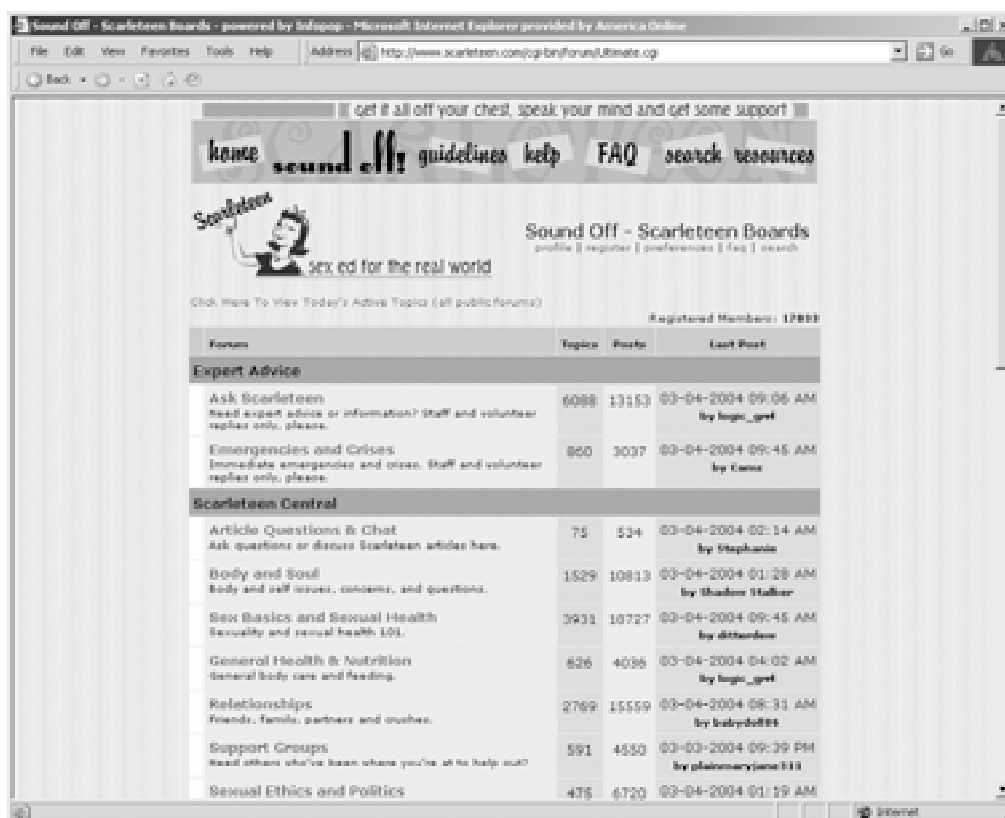 Sound Off - Scarleteen Boards - powered by Infopop - Microsoft Internet Explorer provided by America Online
File Edit View Favorites Tools Help Address http://www.scarleteen.com/cgi-bin/forum/Ultimate.cgi Go
Back
get it all off your chest, speak your mind and get some support
home sound off! guidelines help FAQ search resources
Scarleteen
sex ed for the real world
Sound Off - Scarleteen Boards
profile | register | preferences | faq | search
Click Here To View Today's Active Topics (all public forums)
Registered Members:
Forum Topics Posts Last Post
Expert Advice
Ask Scarleteen 6088 13153 03-04-2004 09:06 AM
Need expert advice or information? Staff and volunteer
replies only, please.
by logic_grrl
Emergencies and Crises 860 3037 03-04-2004 09:45 AM
Immediate emergencies and crises. Staff and volunteer
replies only, please.
by
Scarleteen Central
Article Questions & Chat 75 534 03-04-2004 02:14 AM
Ask questions or discuss Scarleteen articles here. by Stephanie
Body and Soul 1529 10813 03-04-2004 01:28 AM
Body and self issues, concerns, and questions. by Shadow Stalker
Sex Basics and Sexual Health 3931 18727 03-04-2004 09:45 AM
Sexuality and sexual health 101. by
General Health & Nutrition 626 4036 03-04-2004 04:02 AM
General body care and feeding. by logic_grrl
Relationships 2769 15559 03-04-2004 08:31 AM
Friends, family, partners and crushes. by
Support Groups 591 4550 03-03-2004 09:39 PM
Need others who've been where you're at to help out? by plainmaryjane311
Sexual Ethics and Politics 475 6720 03-04-2004 01:19 AM
Internet